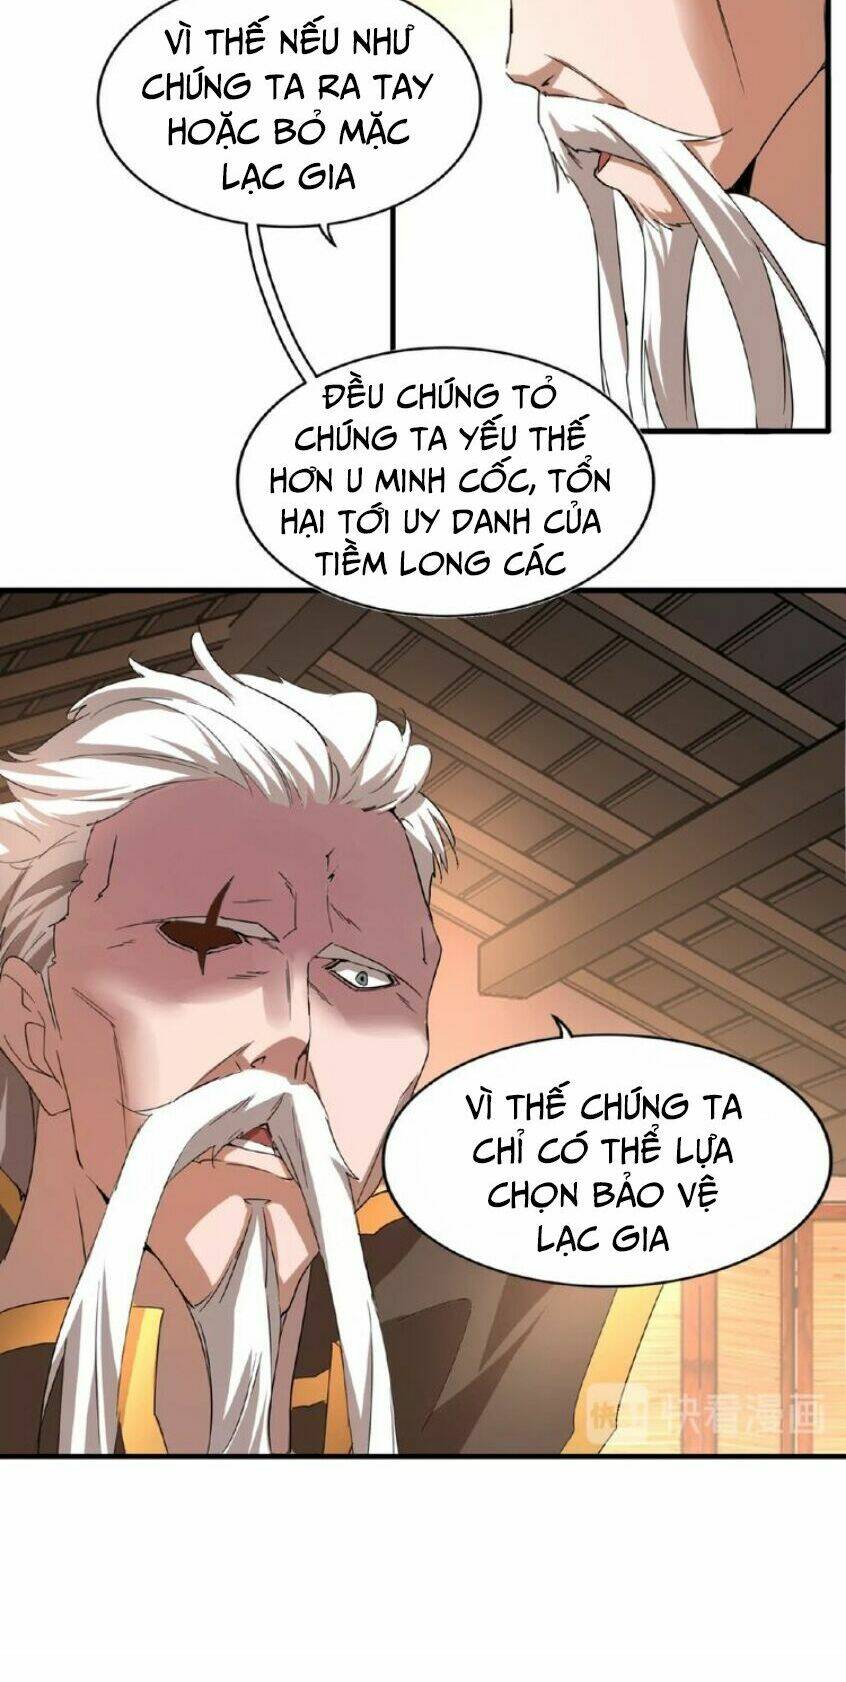 VÌ THẾ NẾU NHƯ
CHÚNG TA RA TAY
HOẶC BỎ MẶC
LẠC GIA
ĐỀU CHỨNG TỎ
CHÚNG TA YẾU THẾ
HƠN U MINH CỐC, TỔN
HẠI TỚI UY DANH CỦA
TIỀM LONG CÁC
VÌ THẾ CHÚNG TA
CHỈ CÓ THỂ LỰA
CHỌN BẢO VỆ
LẠC GIA
快看漫画